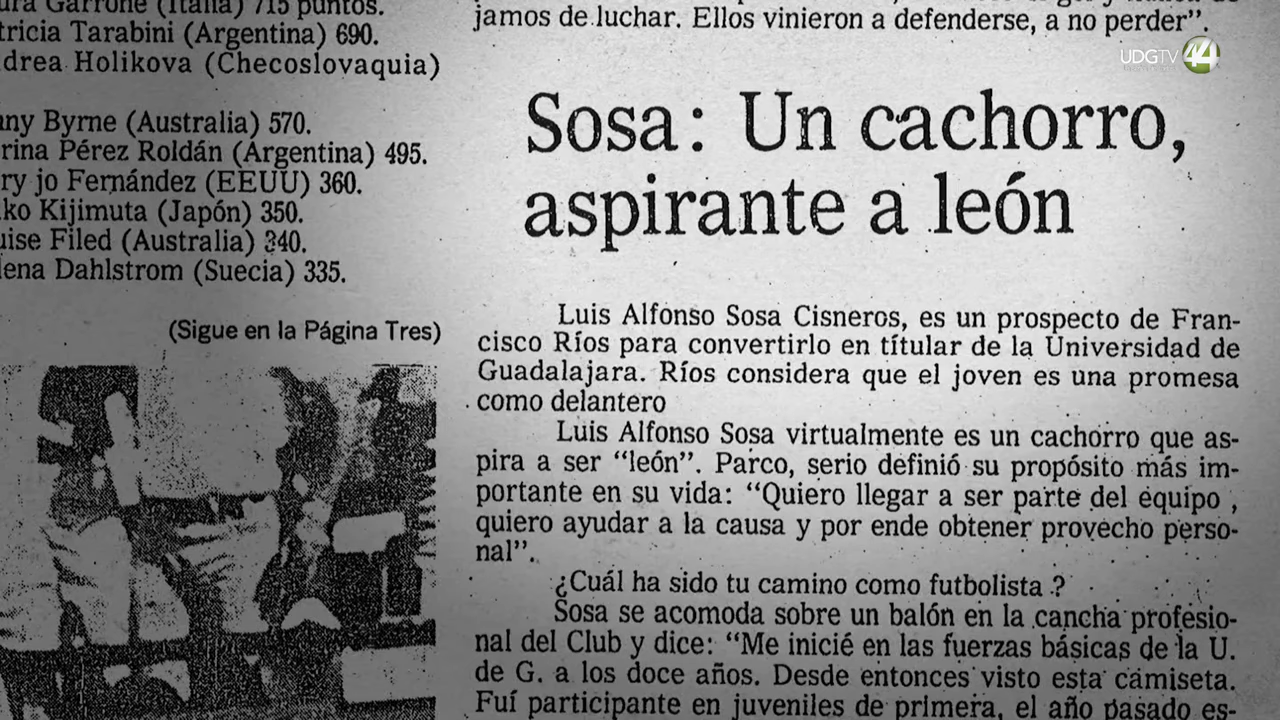 Garrone (Italia) 715 puntos.
tricia Tarabini (Argentina) 690.
drea Holikova (Checoslovaquia)
ny Byrne (Australia) 570.
rina Pérez Roldán (Argentina) 495.
ry jo Fernández (EEUU) 360.
ko Kijimuta (Japón) 350.
uise Filed (Australia) 340.
lena Dahlstrom (Suecia) 335.
(Sigue en la Página Tres)
jamos de luchar. Ellos vinieron a defenderse, a no perder”.
UDGTV 44
Sosa: Un cachorro,
aspirante a león
Luis Alfonso Sosa Cisneros, es un prospecto de Fran-
cisco Ríos para convertirlo en títular de la Universidad de
Guadalajara. Ríos considera que el joven es una promesa
como delantero
Luis Alfonso Sosa virtualmente es un cachorro que as-
pira a ser “león”. Parco, serio definió su propósito más im-
portante en su vida: “Quiero llegar a ser parte del equipo ,
quiero ayudar a la causa y por ende obtener provecho perso-
nal”.
¿Cuál ha sido tu camino como futbolista ?
Sosa se acomoda sobre un balón en la cancha profesio-
nal del Club y dice: “Me inicié en las fuerzas básicas de la U.
de G. a los doce años. Desde entonces visto esta camiseta.
Fuí participante en juveniles de primera, el año pasado es-